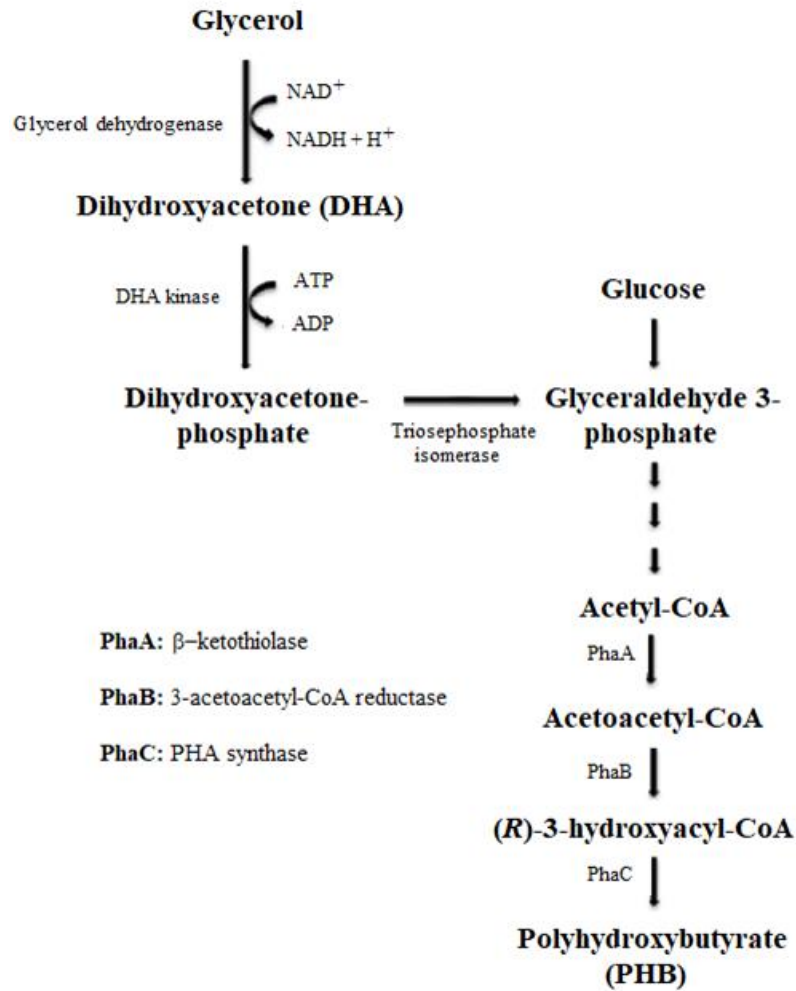 Glycerol
NAD+
Glycerol dehydrogenase
NADH + H+
Dihydroxyacetone (DHA)
ATP
DHA kinase
ADP
Glucose
Dihydroxyacetone-
phosphate
Triosephosphate
isomerase
Glyceraldehyde 3-
phosphate
Acetyl-CoA
PhaA
Acetoacetyl-CoA
PhaB
(R)-3-hydroxyacyl-CoA
PhaC
Polyhydroxybutyrate
(PHB)
PhaA: β–ketothiolase
PhaB: 3-acetoacetyl-CoA reductase
PhaC: PHA synthase